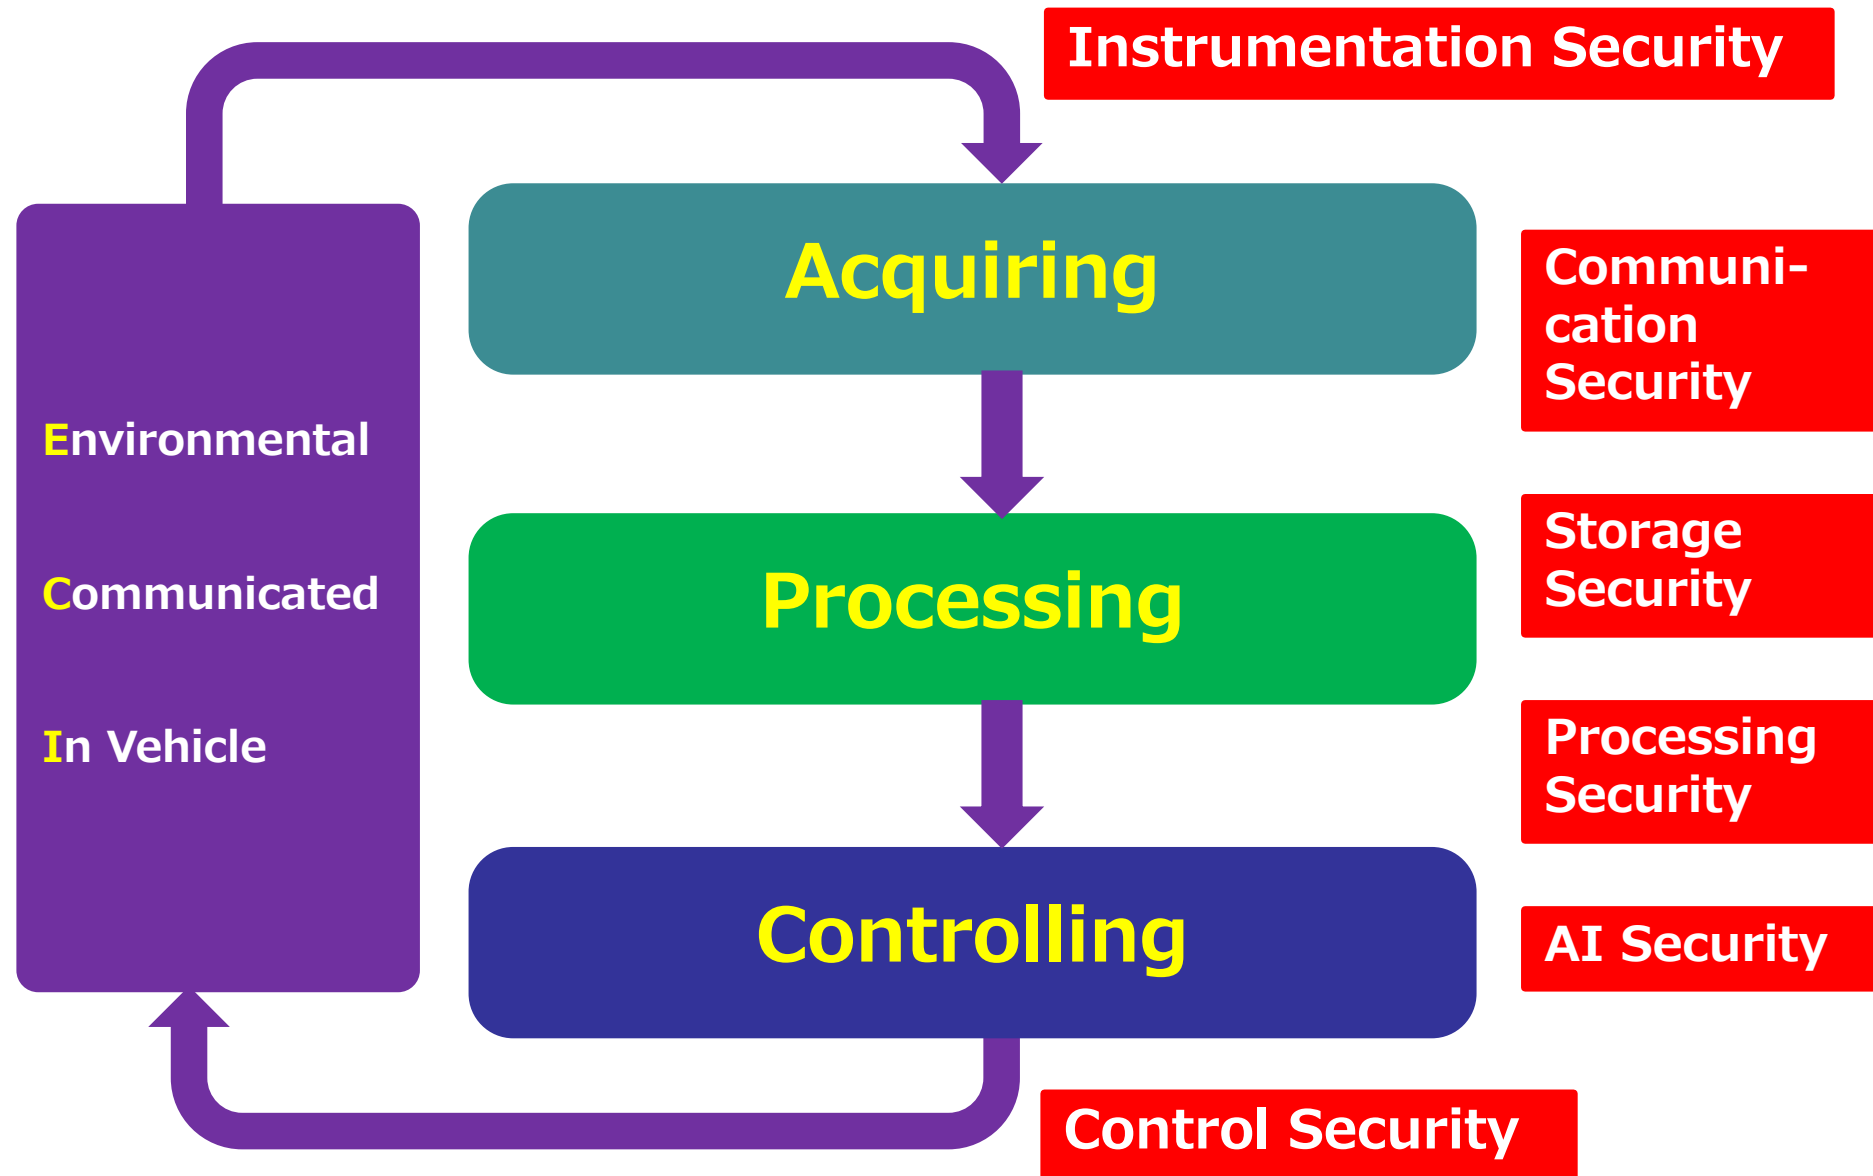 Instrumentation Security
Acquiring
Communi-
cation
Security
Environmental
Communicated
In Vehicle
Processing
Storage
Security
Processing
Security
Controlling
AI Security
Control Security